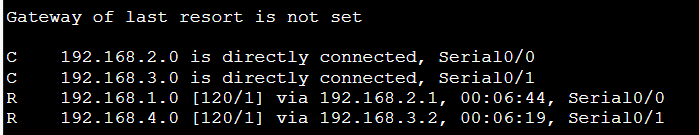 Gateway of last resort is not set
C    192.168.2.0 is directly connected, Serial0/0
C    192.168.3.0 is directly connected, Serial0/1
R    192.168.1.0 [120/1] via 192.168.2.1, 00:06:44, Serial0/0
R    192.168.4.0 [120/1] via 192.168.3.2, 00:06:19, Serial0/1